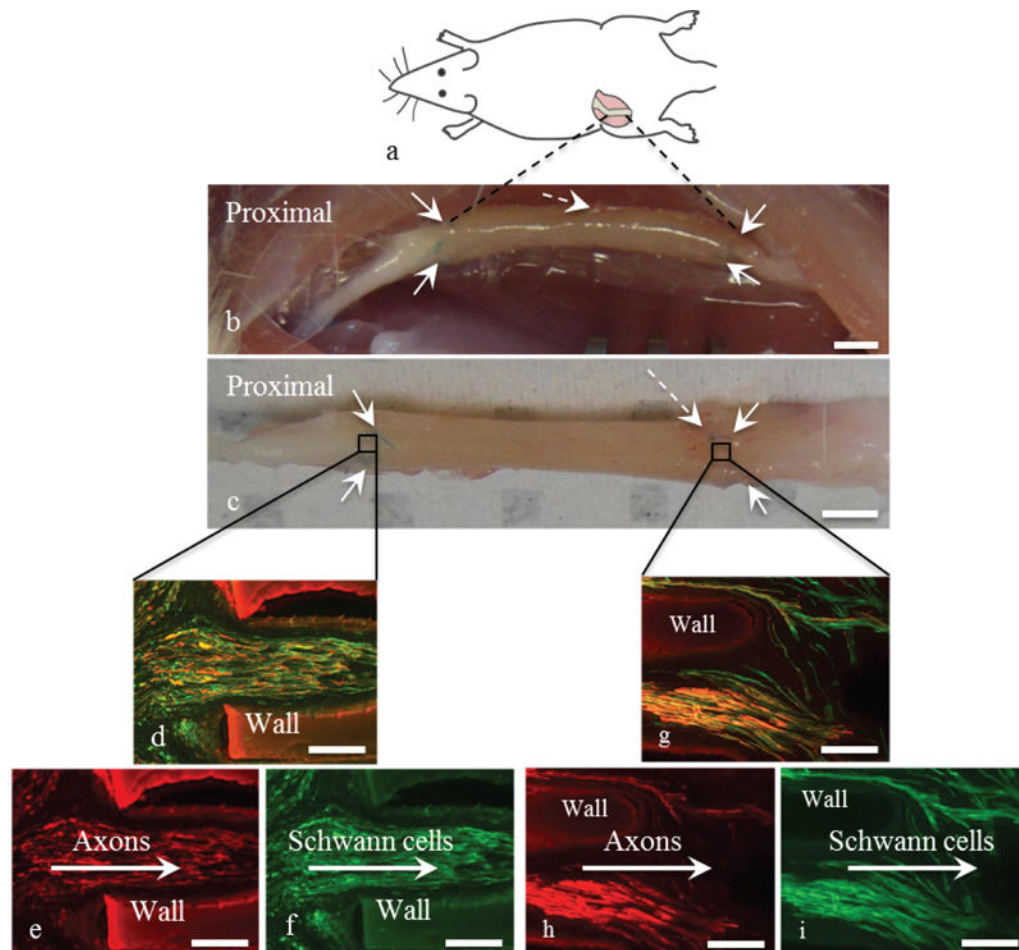 a
Proximal
b
Proximal
c
Wall
d
Wall
g
Axons
Wall
e
Schwann cells
Wall
f
Wall
Axons
h
Wall
Schwann cells
i